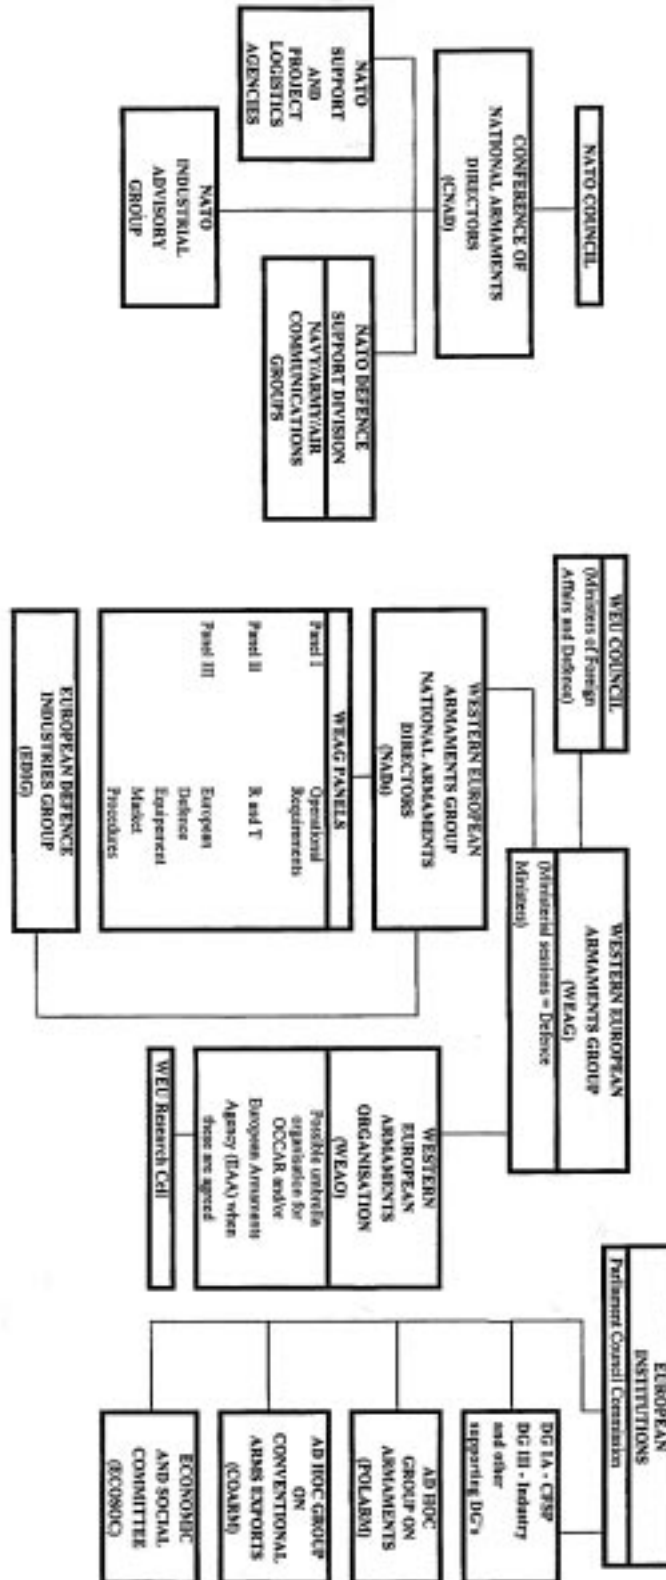 NATO COUNCIL
CONFERENCE OF
NATIONAL ARMAMENTS
DIRECTORS
(CNAD)
NATO
SUPPORT
AND
PROJECT
LOGISTICS
AGENCIES
NATO
INDUSTRIAL
ADVISORY
GROUP
NATO DEFENCE
SUPPORT DIVISION
NAVY/ARMY/AIR
COMMUNICATIONS
GROUPS
WEU COUNCIL
(Ministers of Foreign
Affairs and Defence)
WESTERN EUROPEAN
ARMAMENTS GROUP
(WEAG)
(Ministerial sessions = Defence
Ministers)
WESTERN EUROPEAN
ARMAMENTS GROUP
NATIONAL ARMAMENTS
DIRECTORS
(NADs)
WEAG PANELS
Panel I Operational
Requirements
Panel II R and T
Panel III European
Defence
Equipement
Market
Procedures
EUROPEAN DEFENCE
INDUSTRIES GROUP
(EDIG)
WESTERN
EUROPEAN
ARMAMENTS
ORGANISATION
(WEAO)
Possible umbrella
organisation for
OCCAR and/or
European Armaments
Agency (EAA) when
these are agreed
WEU Research Cell
EUROPEAN
INSTITUTIONS
Parliament Council Commission
DG IA - CFSP
DG III - Industry
and other
supporting DG's
AD HOC
GROUP ON
ARMAMENTS
(POLARM)
AD HOC GROUP
ON
CONVENTIONAL
ARMS EXPORTS
(COARM)
ECONOMIC
AND SOCIAL
COMMITTEE
(ECOSOC)